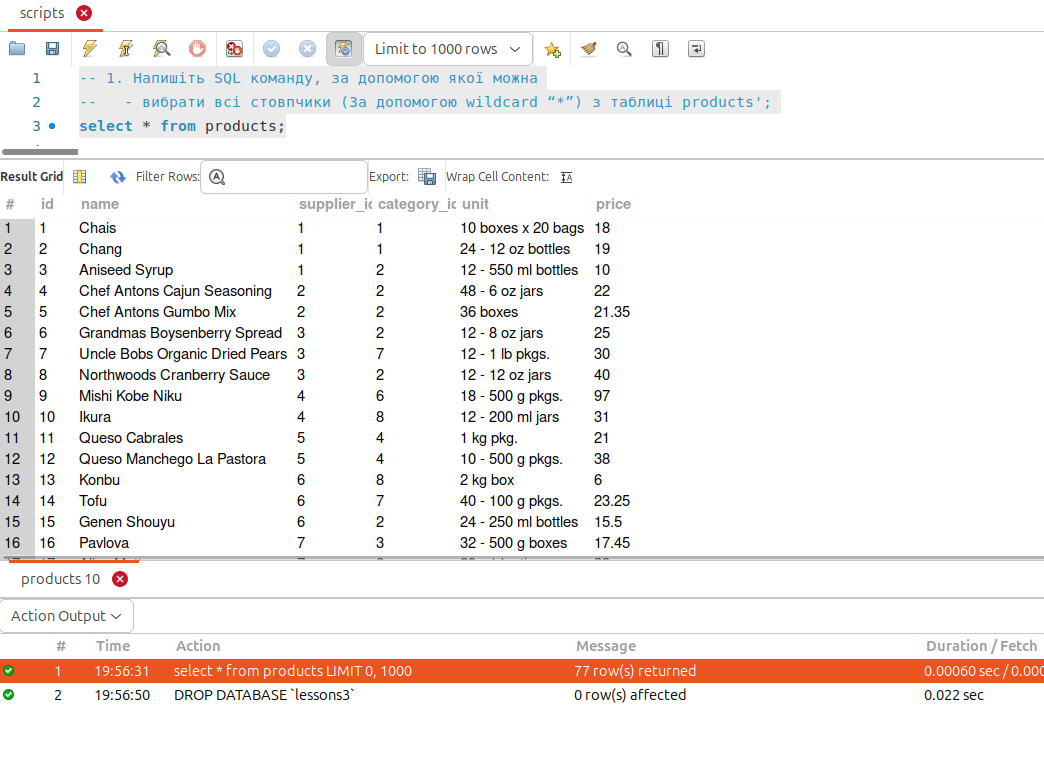 scripts
Limit to 1000 rows
1 -- 1. Напишіть SQL команду, за допомогою якої можна
2 --   - вибрати всі стовпчики (За допомогою wildcard “*”) з таблиці products';
3 select * from products;
Result Grid Filter Rows: Export: Wrap Cell Content:
# id name supplier_id category_id unit price
1 1 Chais 1 1 10 boxes x 20 bags 18
2 2 Chang 1 1 24 - 12 oz bottles 19
3 3 Aniseed Syrup 1 2 12 - 550 ml bottles 10
4 4 Chef Antons Cajun Seasoning 2 2 48 - 6 oz jars 22
5 5 Chef Antons Gumbo Mix 2 2 36 boxes 21.35
6 6 Grandmas Boysenberry Spread 3 2 12 - 8 oz jars 25
7 7 Uncle Bobs Organic Dried Pears 3 7 12 - 1 lb pkgs. 30
8 8 Northwoods Cranberry Sauce 3 2 12 - 12 oz jars 40
9 9 Mishi Kobe Niku 4 6 18 - 500 g pkgs. 97
10 10 Ikura 4 8 12 - 200 ml jars 31
11 11 Queso Cabrales 5 4 1 kg pkg. 21
12 12 Queso Manchego La Pastora 5 4 10 - 500 g pkgs. 38
13 13 Konbu 6 8 2 kg box 6
14 14 Tofu 6 7 40 - 100 g pkgs. 23.25
15 15 Genen Shouyu 6 2 24 - 250 ml bottles 15.5
16 16 Pavlova 7 3 32 - 500 g boxes 17.45
products 10
Action Output
# Time Action Message Duration / Fetch
1 19:56:31 select * from products LIMIT 0, 1000 77 row(s) returned 0.00060 sec / 0.000
2 19:56:50 DROP DATABASE `lessons3` 0 row(s) affected 0.022 sec